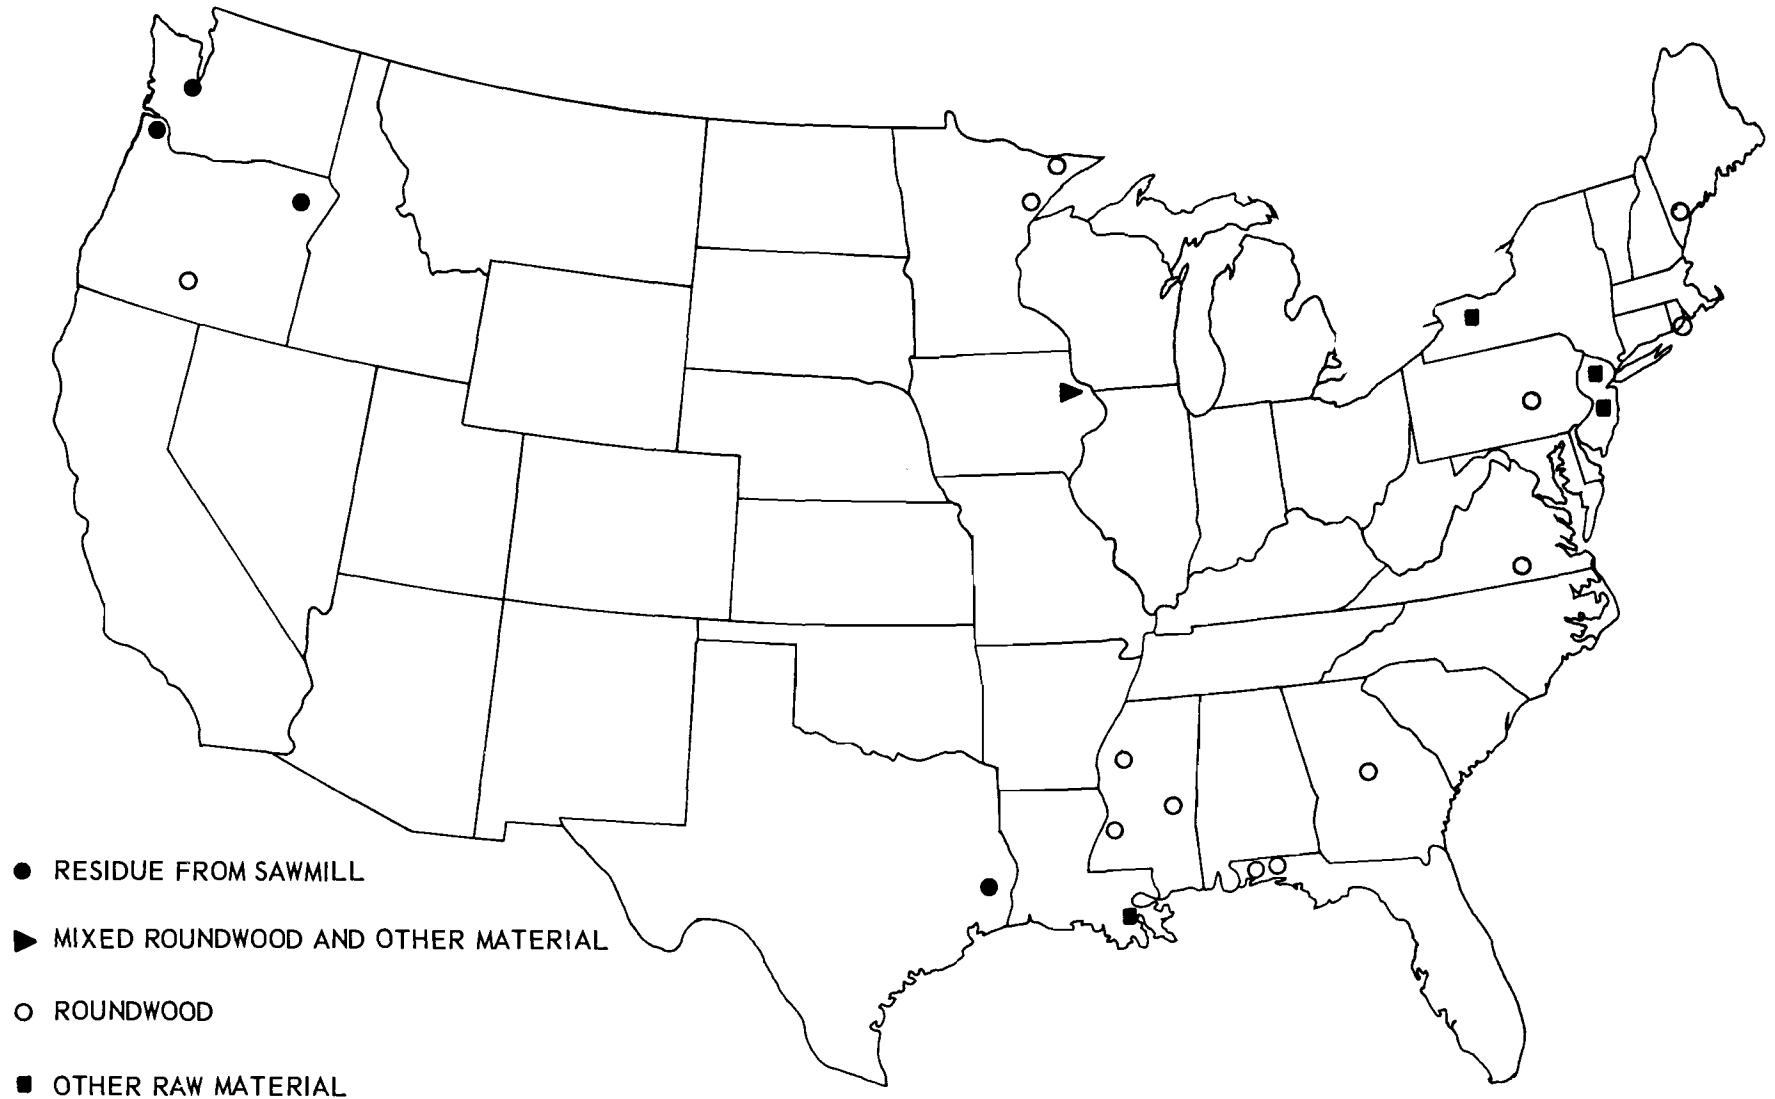 RESIDUE FROM SAWMILL
MIXED ROUNDWOOD AND OTHER MATERIAL
ROUNDWOOD
OTHER RAW MATERIAL